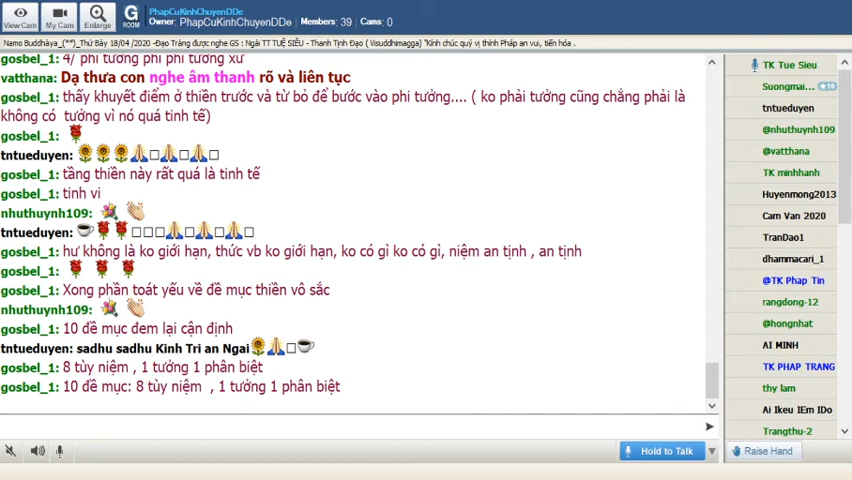 View Cam
My Cam
Enlarge
G
ROOM
PhapCuKinhChuyenDDe
Owner: PhapCuKinhChuyenDDe Members: 39 Cams: 0
Namo Buddhàya_(**)_Thứ Bảy 18/04 /2020 -Đạo Tràng được nghe GS : Ngài TT TUỆ SIÊU - Thanh Tịnh Đạo ( Visuddhimagga) "Kính chúc quý vị thính Pháp an vui, tiến hóa .
gosbel_1: 4/ phi tưởng phi phi tưởng xứ
vatthana: Dạ thưa con nghe âm thanh rõ và liên tục
gosbel_1: thấy khuyết điểm ở thiền trước và từ bỏ để bước vào phi tưởng.... ( ko phải tưởng cũng chẳng phải là
không có tưởng vì nó quá tinh tế)
gosbel_1:
tntueduyen:
gosbel_1: tầng thiền này rất quá là tinh tế
gosbel_1: tinh vi
nhuthuynh109:
tntueduyen:
gosbel_1: hư không là ko giới hạn, thức vb ko giới hạn, ko có gì ko có gì, niệm an tịnh , an tịnh
gosbel_1:
gosbel_1: Xong phần toát yếu về đề mục thiền vô sắc
nhuthuynh109:
gosbel_1: 10 đề mục đem lại cận định
tntueduyen: sadhu sadhu Kinh Tri an Ngai
gosbel_1: 8 tùy niệm , 1 tưởng 1 phân biệt
gosbel_1: 10 đề mục: 8 tùy niệm , 1 tưởng 1 phân biệt
Hold to Talk
TK Tue Sieu
Suongmai...
10
tntueduyen
@nhuthuynh109
@vatthana
TK minhhanh
Huyenmong2013
Cam Van 2020
TranDao1
dhammacari_1
@TK Phap Tin
rangdong-12
@hongnhat
AI MINH
TK PHAP TRANG
thy lam
Ai Ikeu IEm IDo
Trangthu-2
Raise Hand